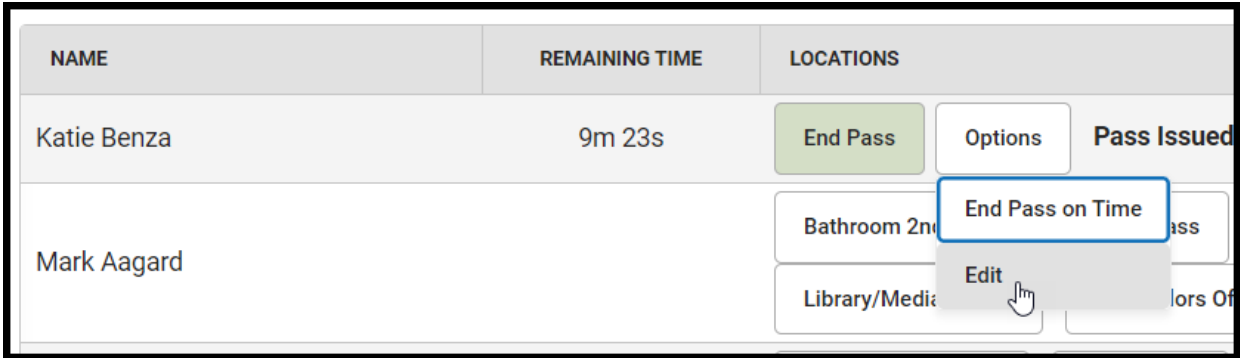 NAME REMAINING TIME LOCATIONS
Katie Benza 9m 23s End Pass Options Pass Issued
End Pass on Time
Bathroom 2n
Mark Aagard
Edit
Library/Media